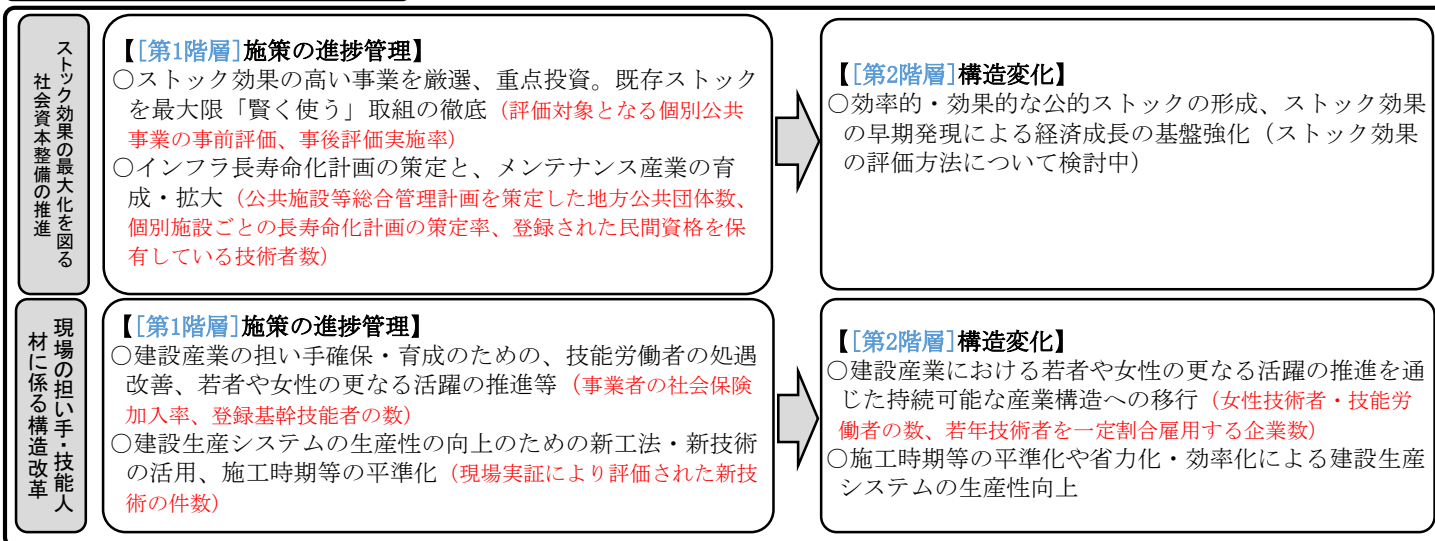 ストック効果の最大化を図る
社会資本整備の推進
【[第1階層]施策の進捗管理】
○ストック効果の高い事業を厳選、重点投資。既存ストック
を最大限「賢く使う」取組の徹底（評価対象となる個別公共
事業の事前評価、事後評価実施率）
○インフラ長寿命化計画の策定と、メンテナンス産業の育
成・拡大（公共施設等総合管理計画を策定した地方公共団体数、
個別施設ごとの長寿命化計画の策定率、登録された民間資格を保
有している技術者数）
【[第2階層]構造変化】
○効率的・効果的な公的ストックの形成、ストック効果
の早期発現による経済成長の基盤強化（ストック効果
の評価方法について検討中）
現場の担い手・技能人
材に係る構造改革
【[第1階層]施策の進捗管理】
○建設産業の担い手確保・育成のための、技能労働者の処遇
改善、若者や女性の更なる活躍の推進等（事業者の社会保険
加入率、登録基幹技能者の数）
○建設生産システムの生産性の向上のための新工法・新技術
の活用、施工時期等の平準化（現場実証により評価された新技
術の件数）
【[第2階層]構造変化】
○建設産業における若者や女性の更なる活躍の推進を通
じた持続可能な産業構造への移行（女性技術者・技能労
働者の数、若年技術者を一定割合雇用する企業数）
○施工時期等の平準化や省力化・効率化による建設生産
システムの生産性向上